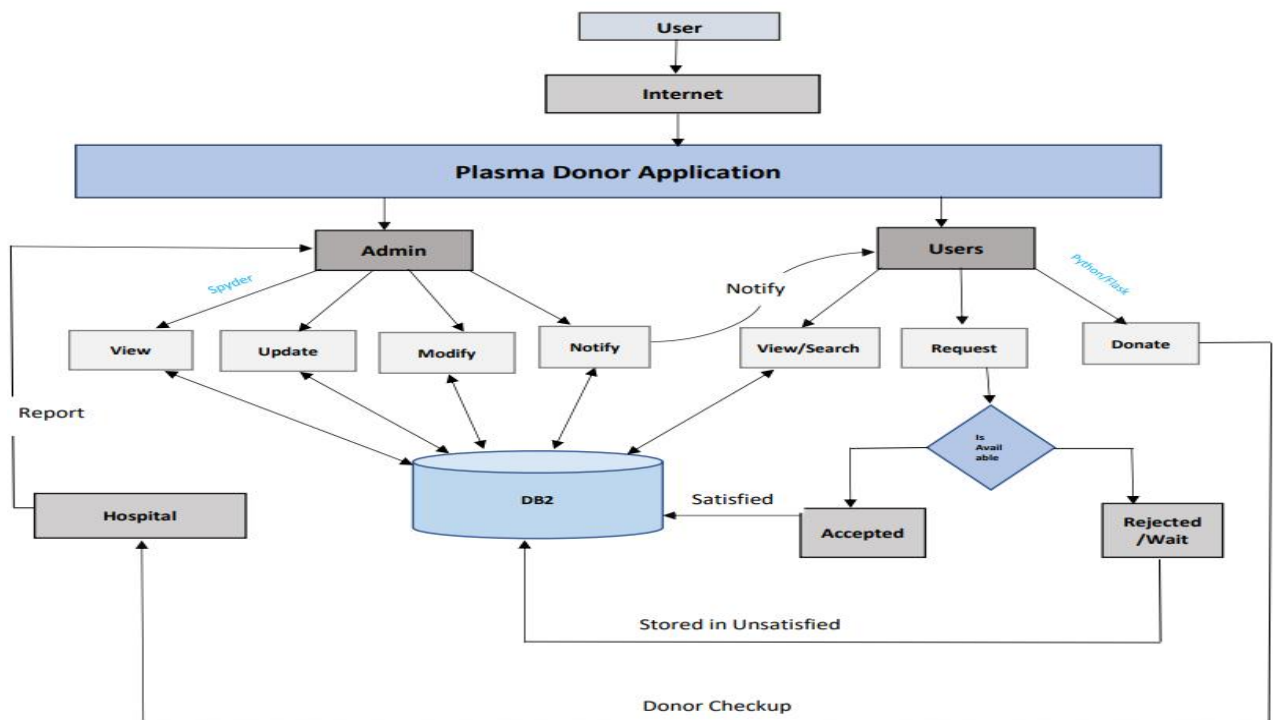 User
Internet
Plasma Donor Application
Admin
Users
Spyder
Python/Flask
Notify
View
Update
Modify
Notify
View/Search
Request
Donate
Report
Is
Avail
able
Hospital
DB2
Satisfied
Accepted
Rejected
/Wait
Stored in Unsatisfied
Donor Checkup